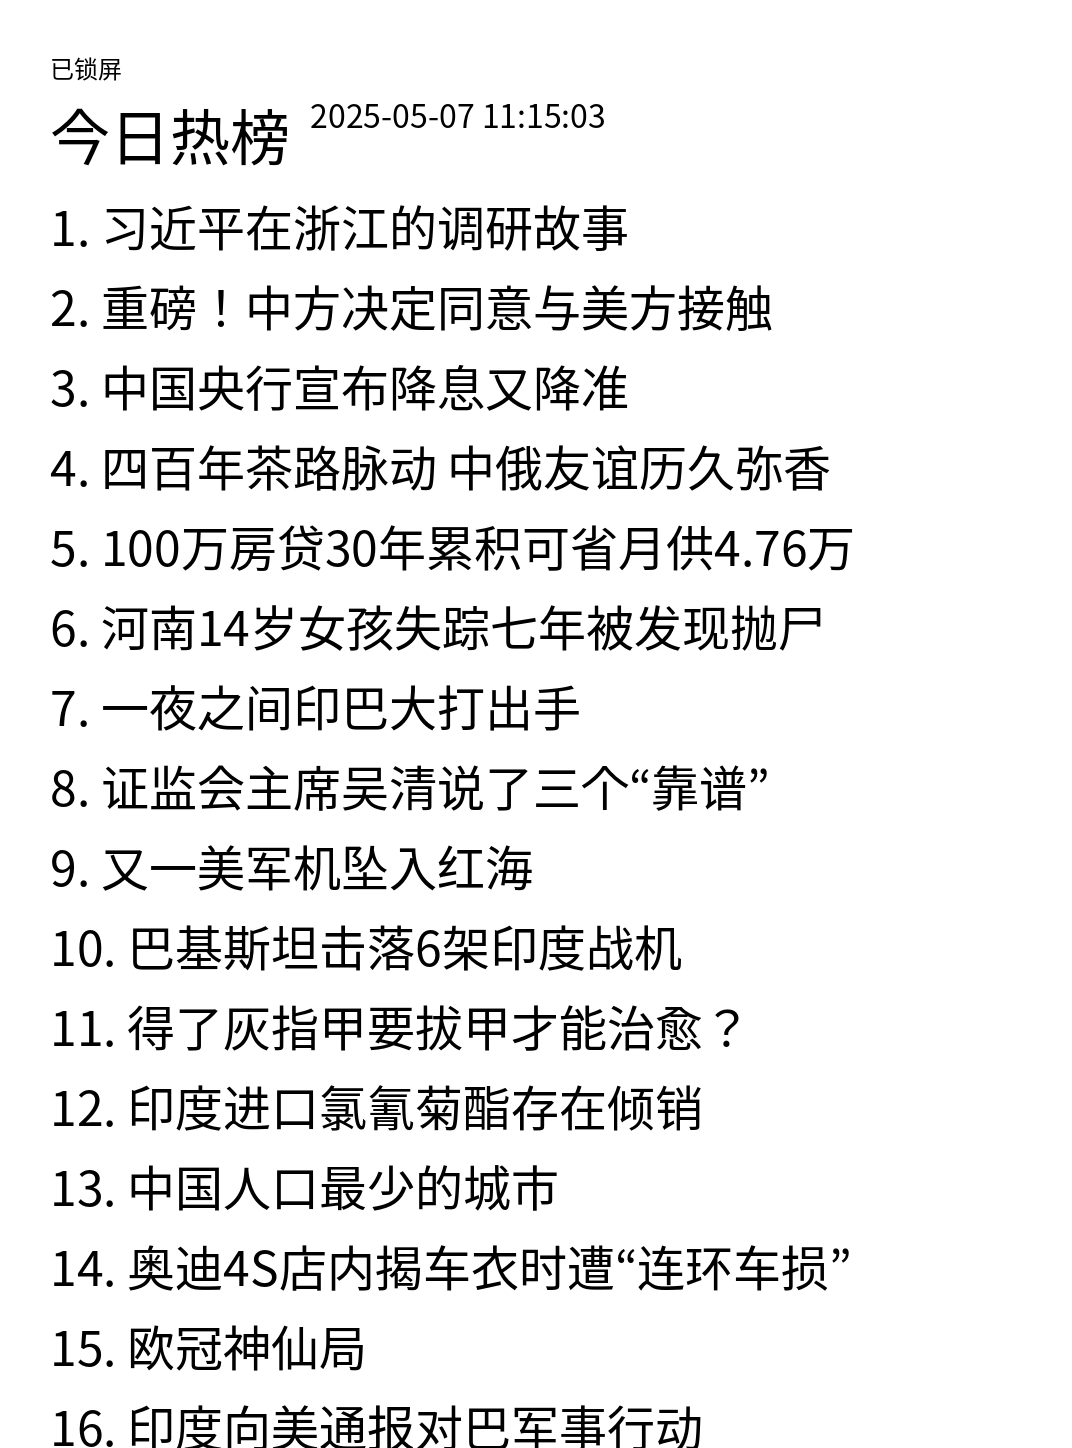 已锁屏
今日热榜 2025-05-07 11:15:03
1. 习近平在浙江的调研故事
2. 重磅！中方决定同意与美方接触
3. 中国央行宣布降息又降准
4. 四百年茶路脉动 中俄友谊历久弥香
5. 100万房贷30年累积可省月供4.76万
6. 河南14岁女孩失踪七年被发现抛尸
7. 一夜之间印巴大打出手
8. 证监会主席吴清说了三个“靠谱”
9. 又一美军机坠入红海
10. 巴基斯坦击落6架印度战机
11. 得了灰指甲要拔甲才能治愈？
12. 印度进口氯氰菊酯存在倾销
13. 中国人口最少的城市
14. 奥迪4S店内揭车衣时遭“连环车损”
15. 欧冠神仙局
16. 印度向美通报对巴军事行动